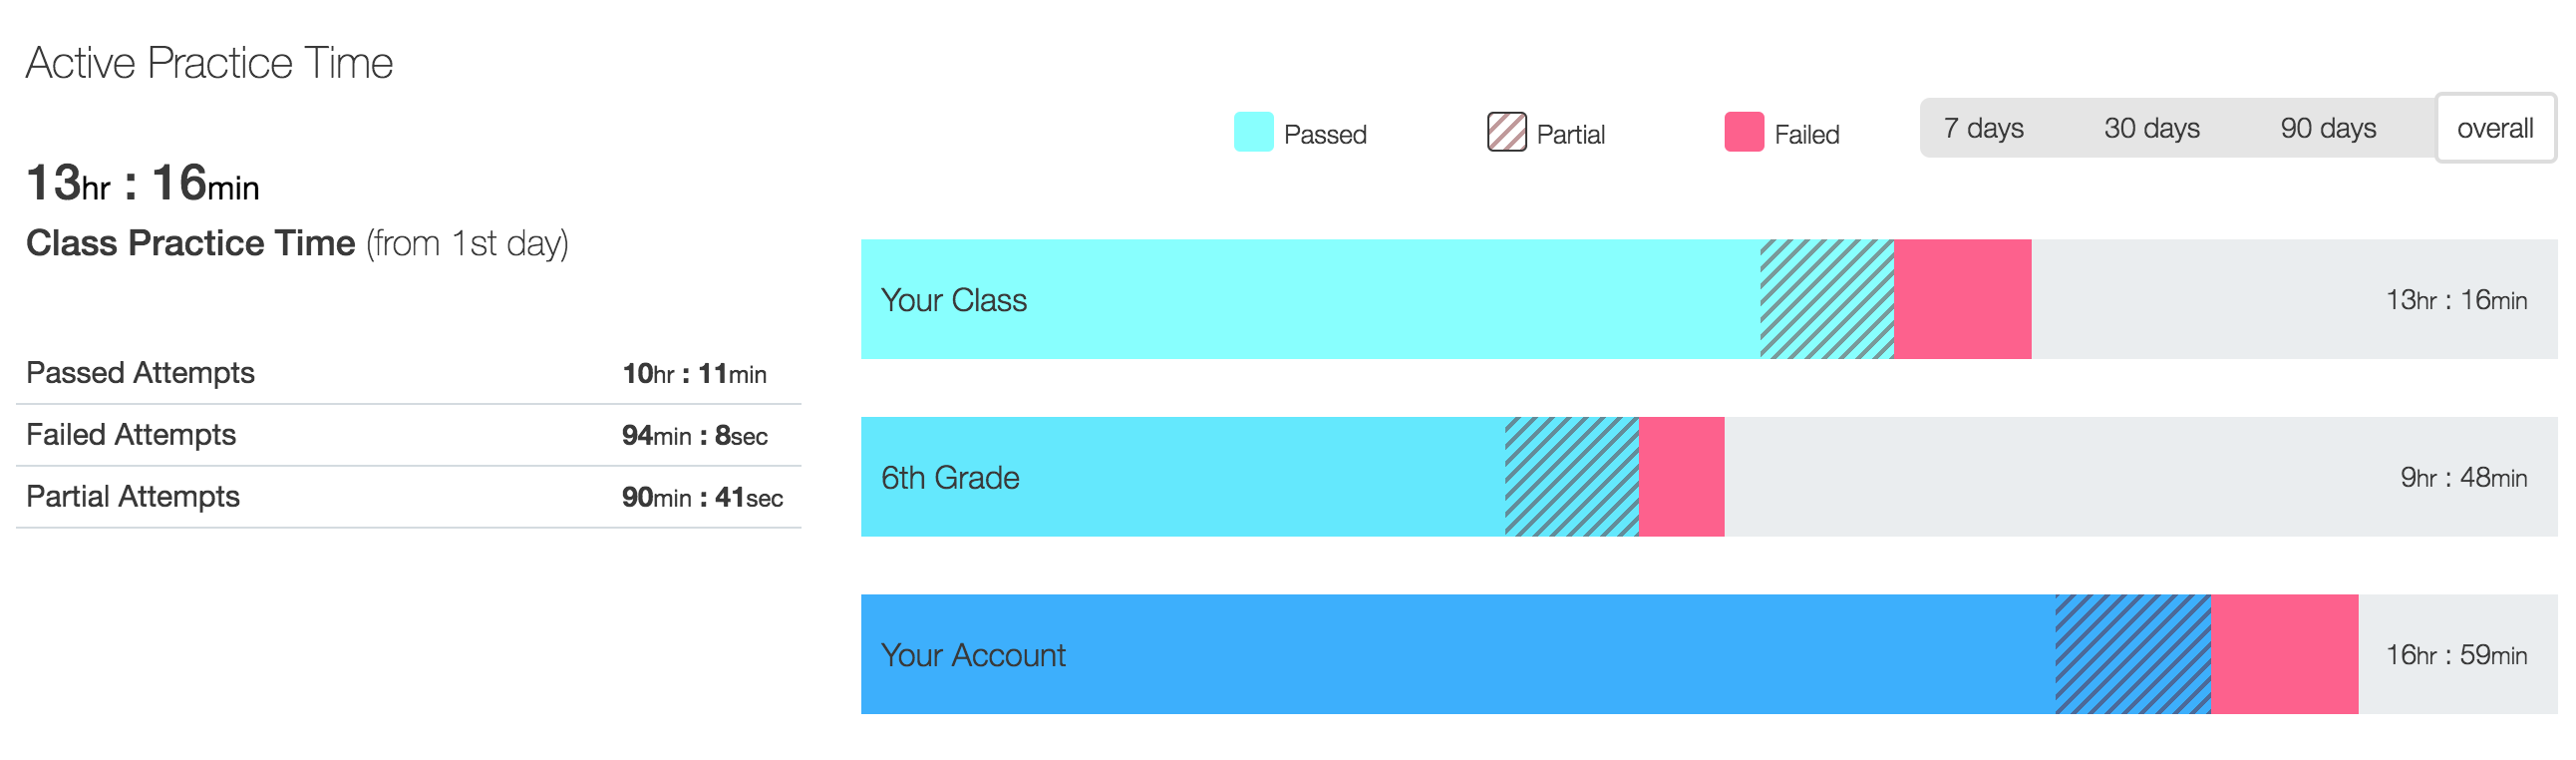 Active Practice Time
Passed Partial Failed 7 days 30 days 90 days overall
13hr : 16min
Class Practice Time (from 1st day)
Passed Attempts 10hr : 11min
Failed Attempts 94min : 8sec
Partial Attempts 90min : 41sec
Your Class 13hr : 16min
6th Grade 9hr : 48min
Your Account 16hr : 59min